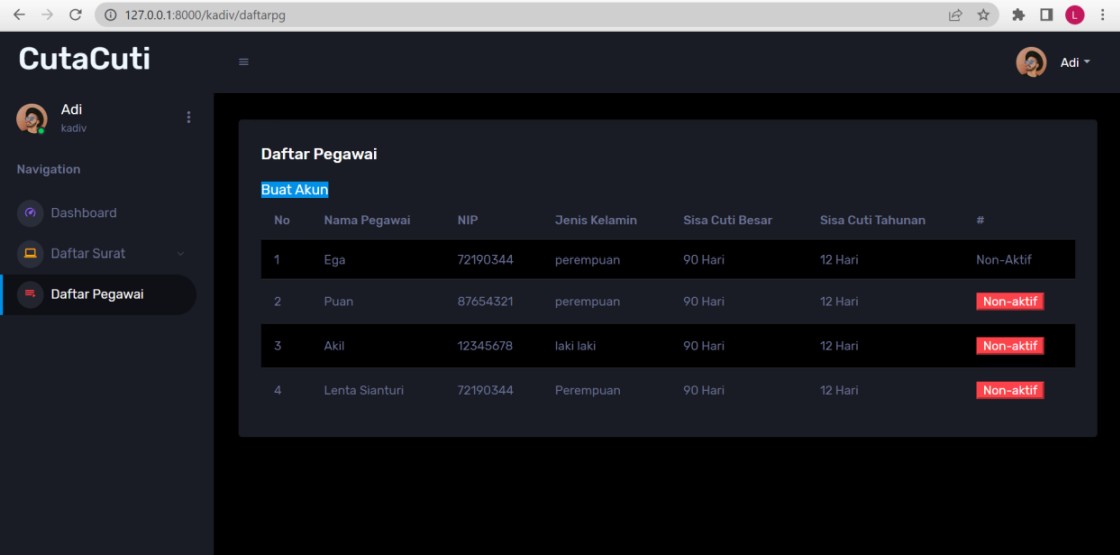 127.0.0.1:8000/kadiv/daftarpg
L
CutaCuti
Adi
Adi
kadiv
Navigation
Dashboard
Daftar Surat
Daftar Pegawai
Daftar Pegawai
Buat Akun
No Nama Pegawai NIP Jenis Kelamin Sisa Cuti Besar Sisa Cuti Tahunan #
1 Ega 72190344 perempuan 90 Hari 12 Hari Non-Aktif
2 Puan 87654321 perempuan 90 Hari 12 Hari Non-aktif
3 Akil 12345678 laki laki 90 Hari 12 Hari Non-aktif
4 Lenta Sianturi 72190344 Perempuan 90 Hari 12 Hari Non-aktif